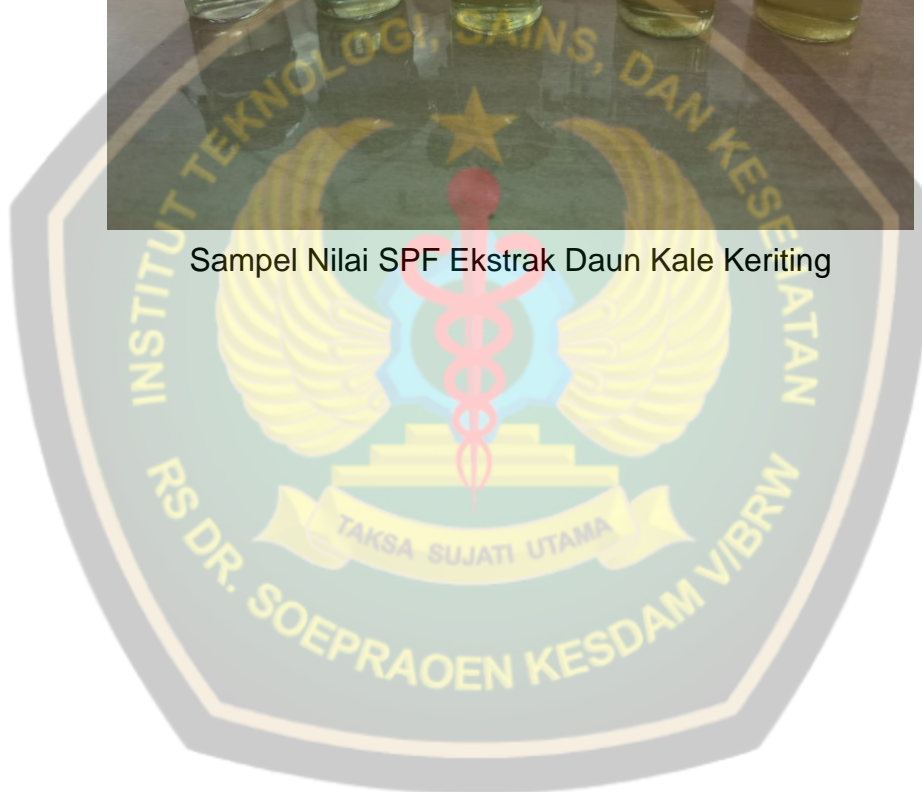 INSTITUT TEKNOLOGI, SAINS, DAN KESEHATAN
Sampel Nilai SPF Ekstrak Daun Kale Keriting
TAKSA SUJATI UTAMA
RS DR. SOEPRAOEN KESDAM V/BRW